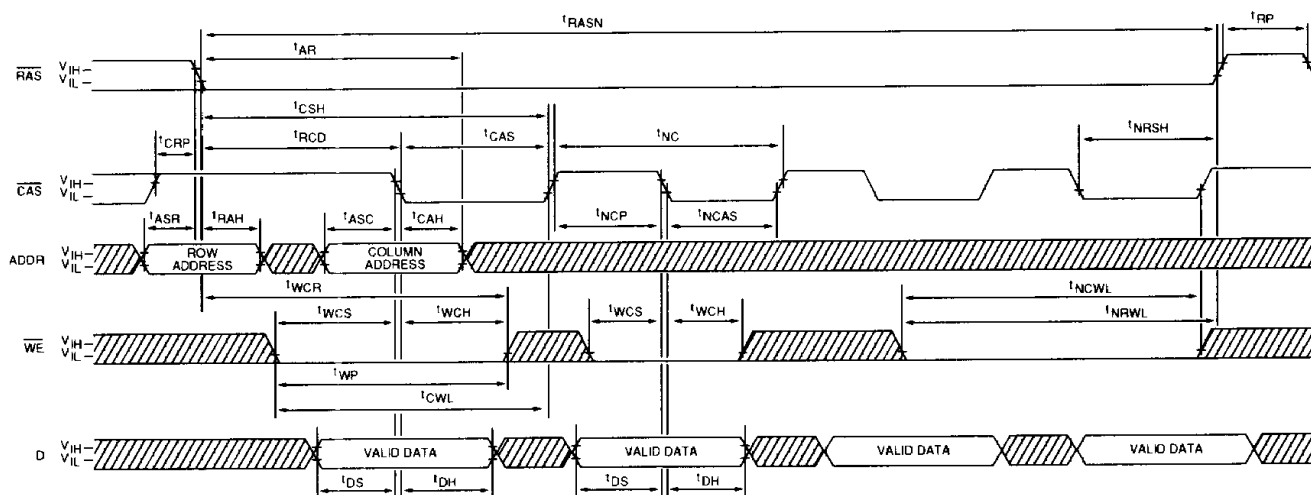 tRASN
tRP
tAR
RAS
VIH
VIL
tCSH
tCRP
tRCD
tCAS
tNC
tNRSH
CAS
VIH
VIL
tASR
tRAH
tASC
tCAH
tNCP
tNCAS
ADDR
VIH
VIL
ROW ADDRESS
COLUMN ADDRESS
tWCR
tNCWL
tWCS
tWCH
tWCS
tWCH
tNRWL
WE
VIH
VIL
tWP
tCWL
D
VIH
VIL
VALID DATA
VALID DATA
VALID DATA
VALID DATA
tDS
tDH
tDS
tDH